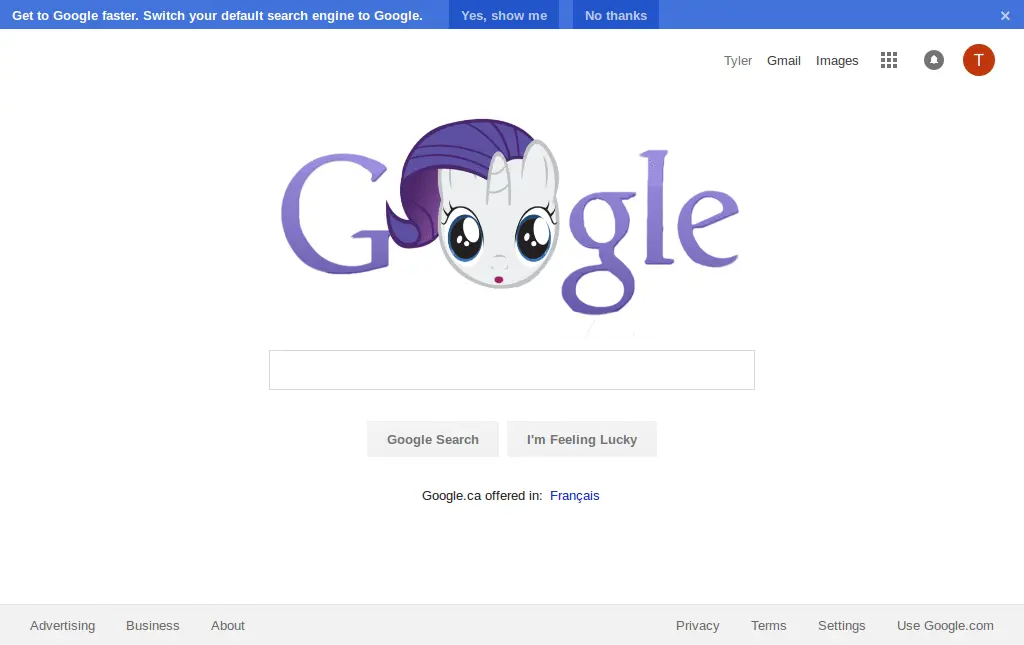 Get to Google faster. Switch your default search engine to Google. Yes, show me No thanks ×
Tyler Gmail Images T
Google
Google Search I'm Feeling Lucky
Google.ca offered in: Français
Advertising Business About Privacy Terms Settings Use Google.com